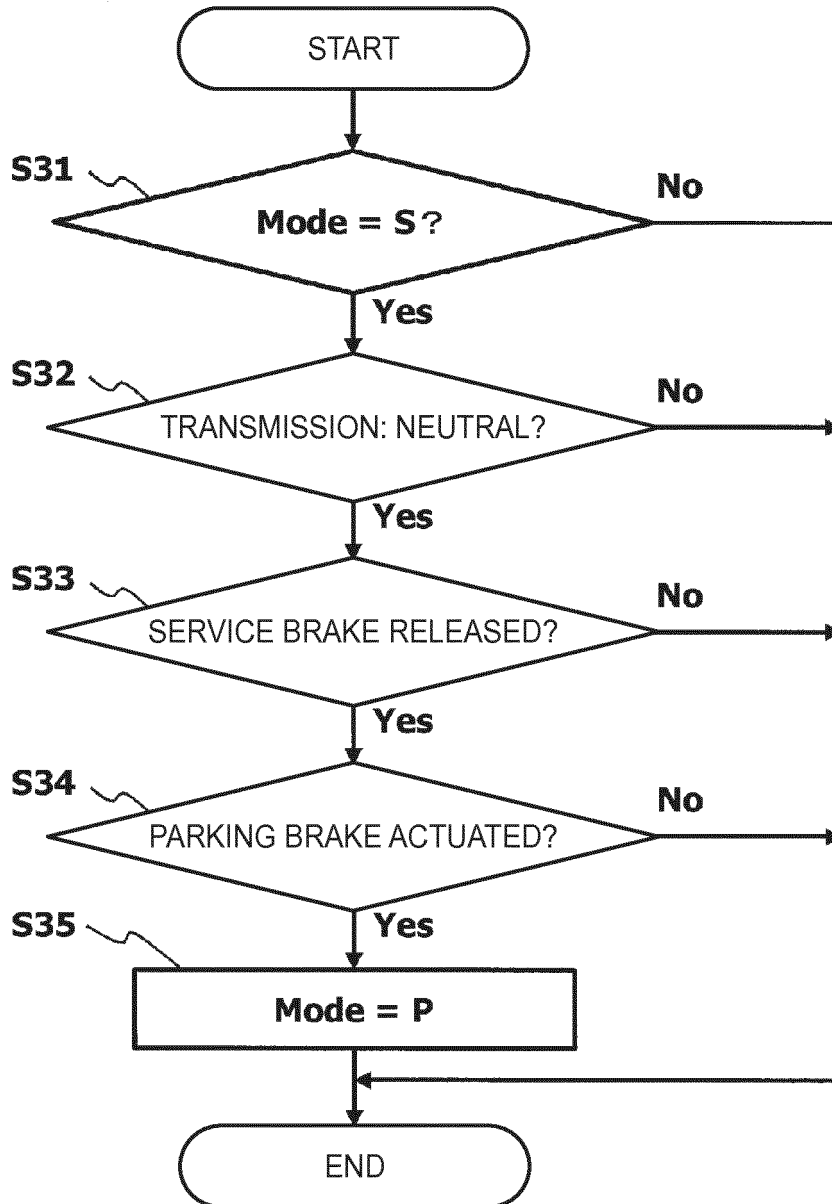 START
S31
Mode = S?
No
Yes
S32
TRANSMISSION: NEUTRAL?
No
Yes
S33
SERVICE BRAKE RELEASED?
No
Yes
S34
PARKING BRAKE ACTUATED?
No
Yes
S35
Mode = P
END